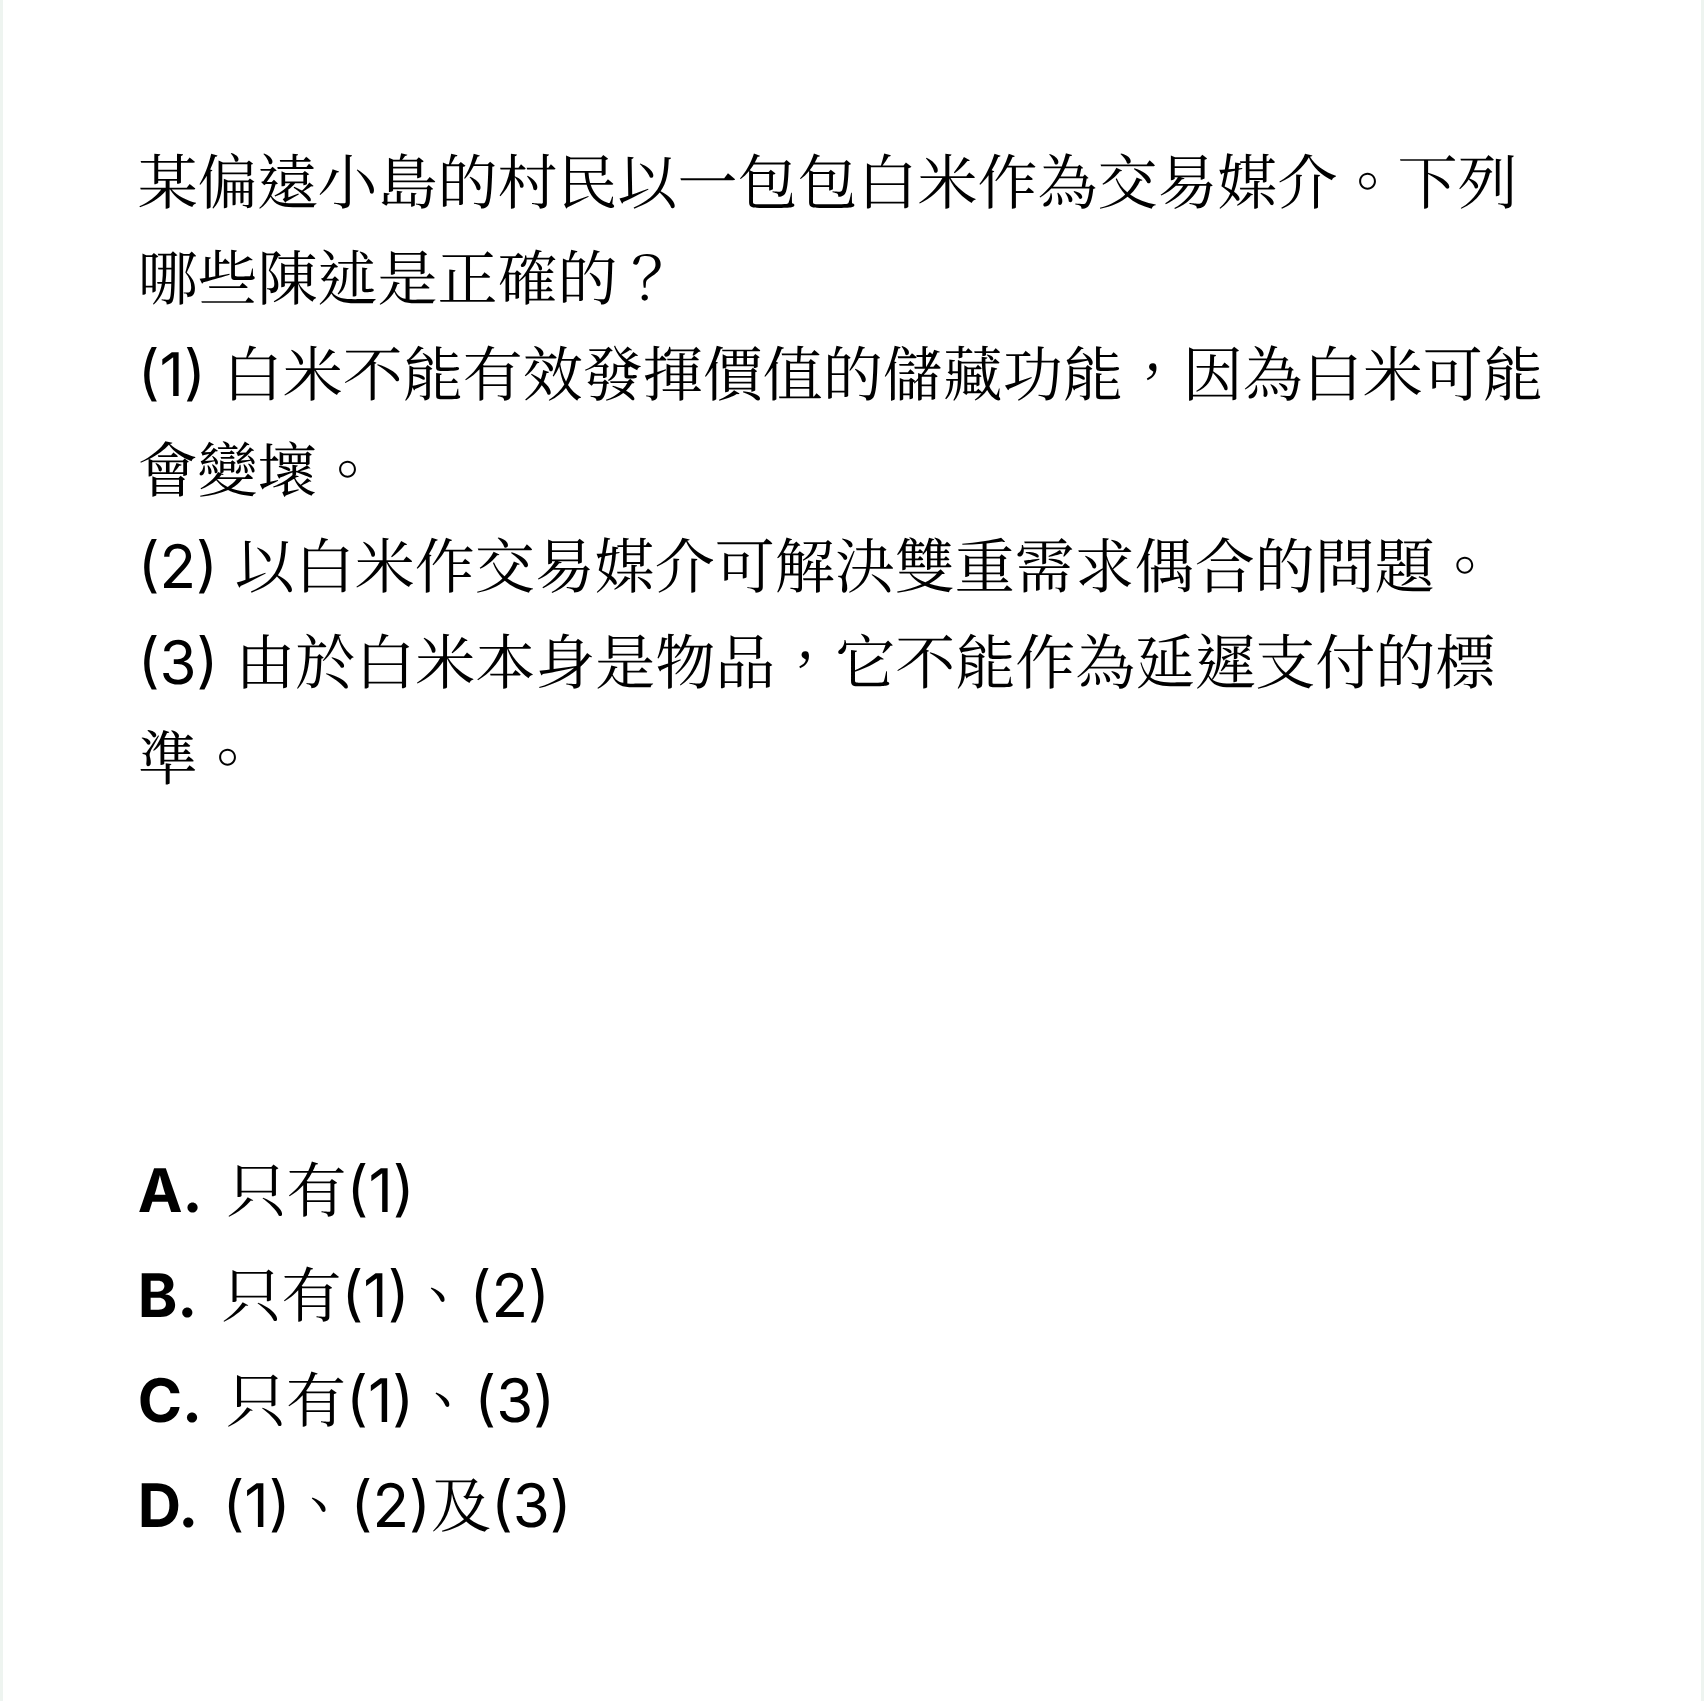 某偏遠小島的村民以一包包白米作為交易媒介。下列
哪些陳述是正確的？
(1) 白米不能有效發揮價值的儲藏功能，因為白米可能
會變壞。
(2) 以白米作交易媒介可解決雙重需求偶合的問題。
(3) 由於白米本身是物品，它不能作為延遲支付的標
準。
A. 只有(1)
B. 只有(1)、(2)
C. 只有(1)、(3)
D. (1)、(2)及(3)